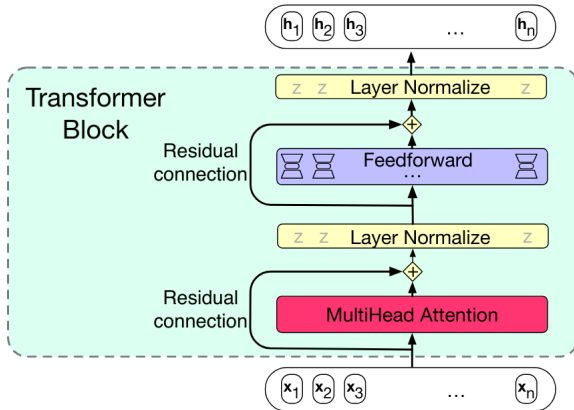 h1 h2 h3 ... hn
z z Layer Normalize z
Transformer
Block
+
Residual
connection
Feedforward
...
z z Layer Normalize z
+
Residual
connection
MultiHead Attention
x1 x2 x3 ... xn